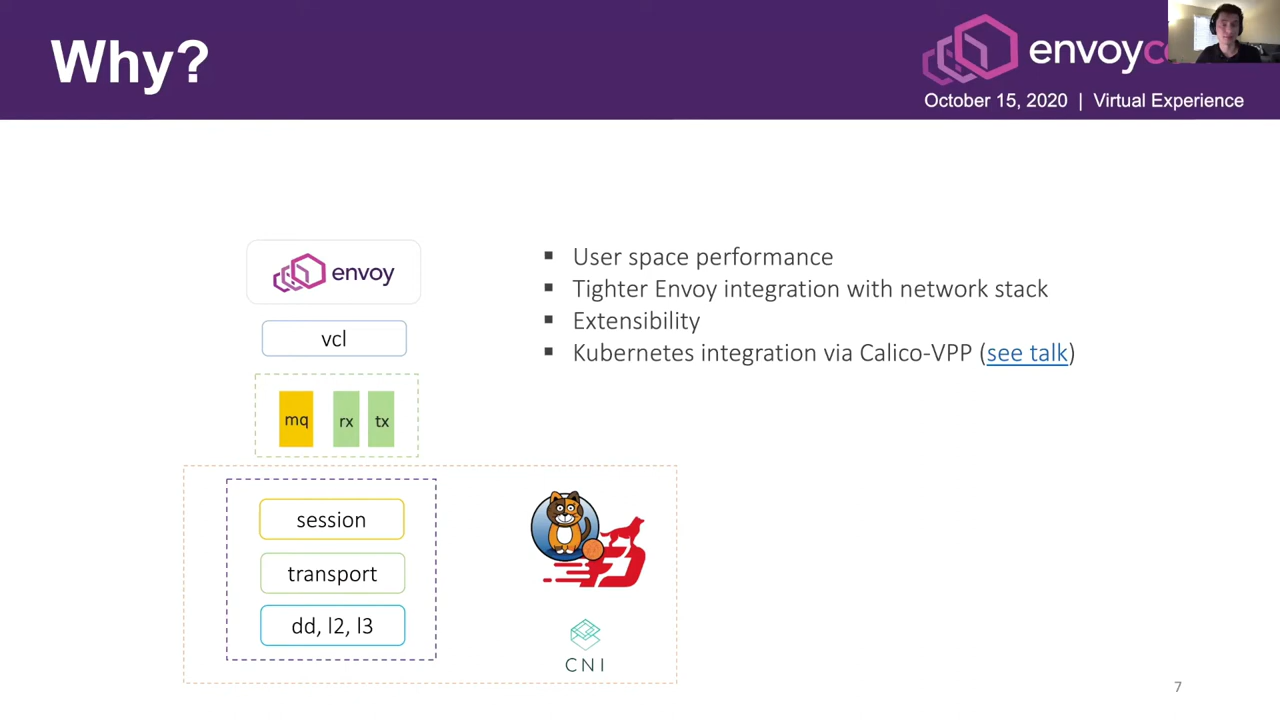 Why?
envoyc
October 15, 2020 | Virtual Experience
envoy
vcl
mq
rx
tx
session
transport
dd, l2, l3
▪ User space performance
▪ Tighter Envoy integration with network stack
▪ Extensibility
▪ Kubernetes integration via Calico-VPP (see talk)
CNI
7